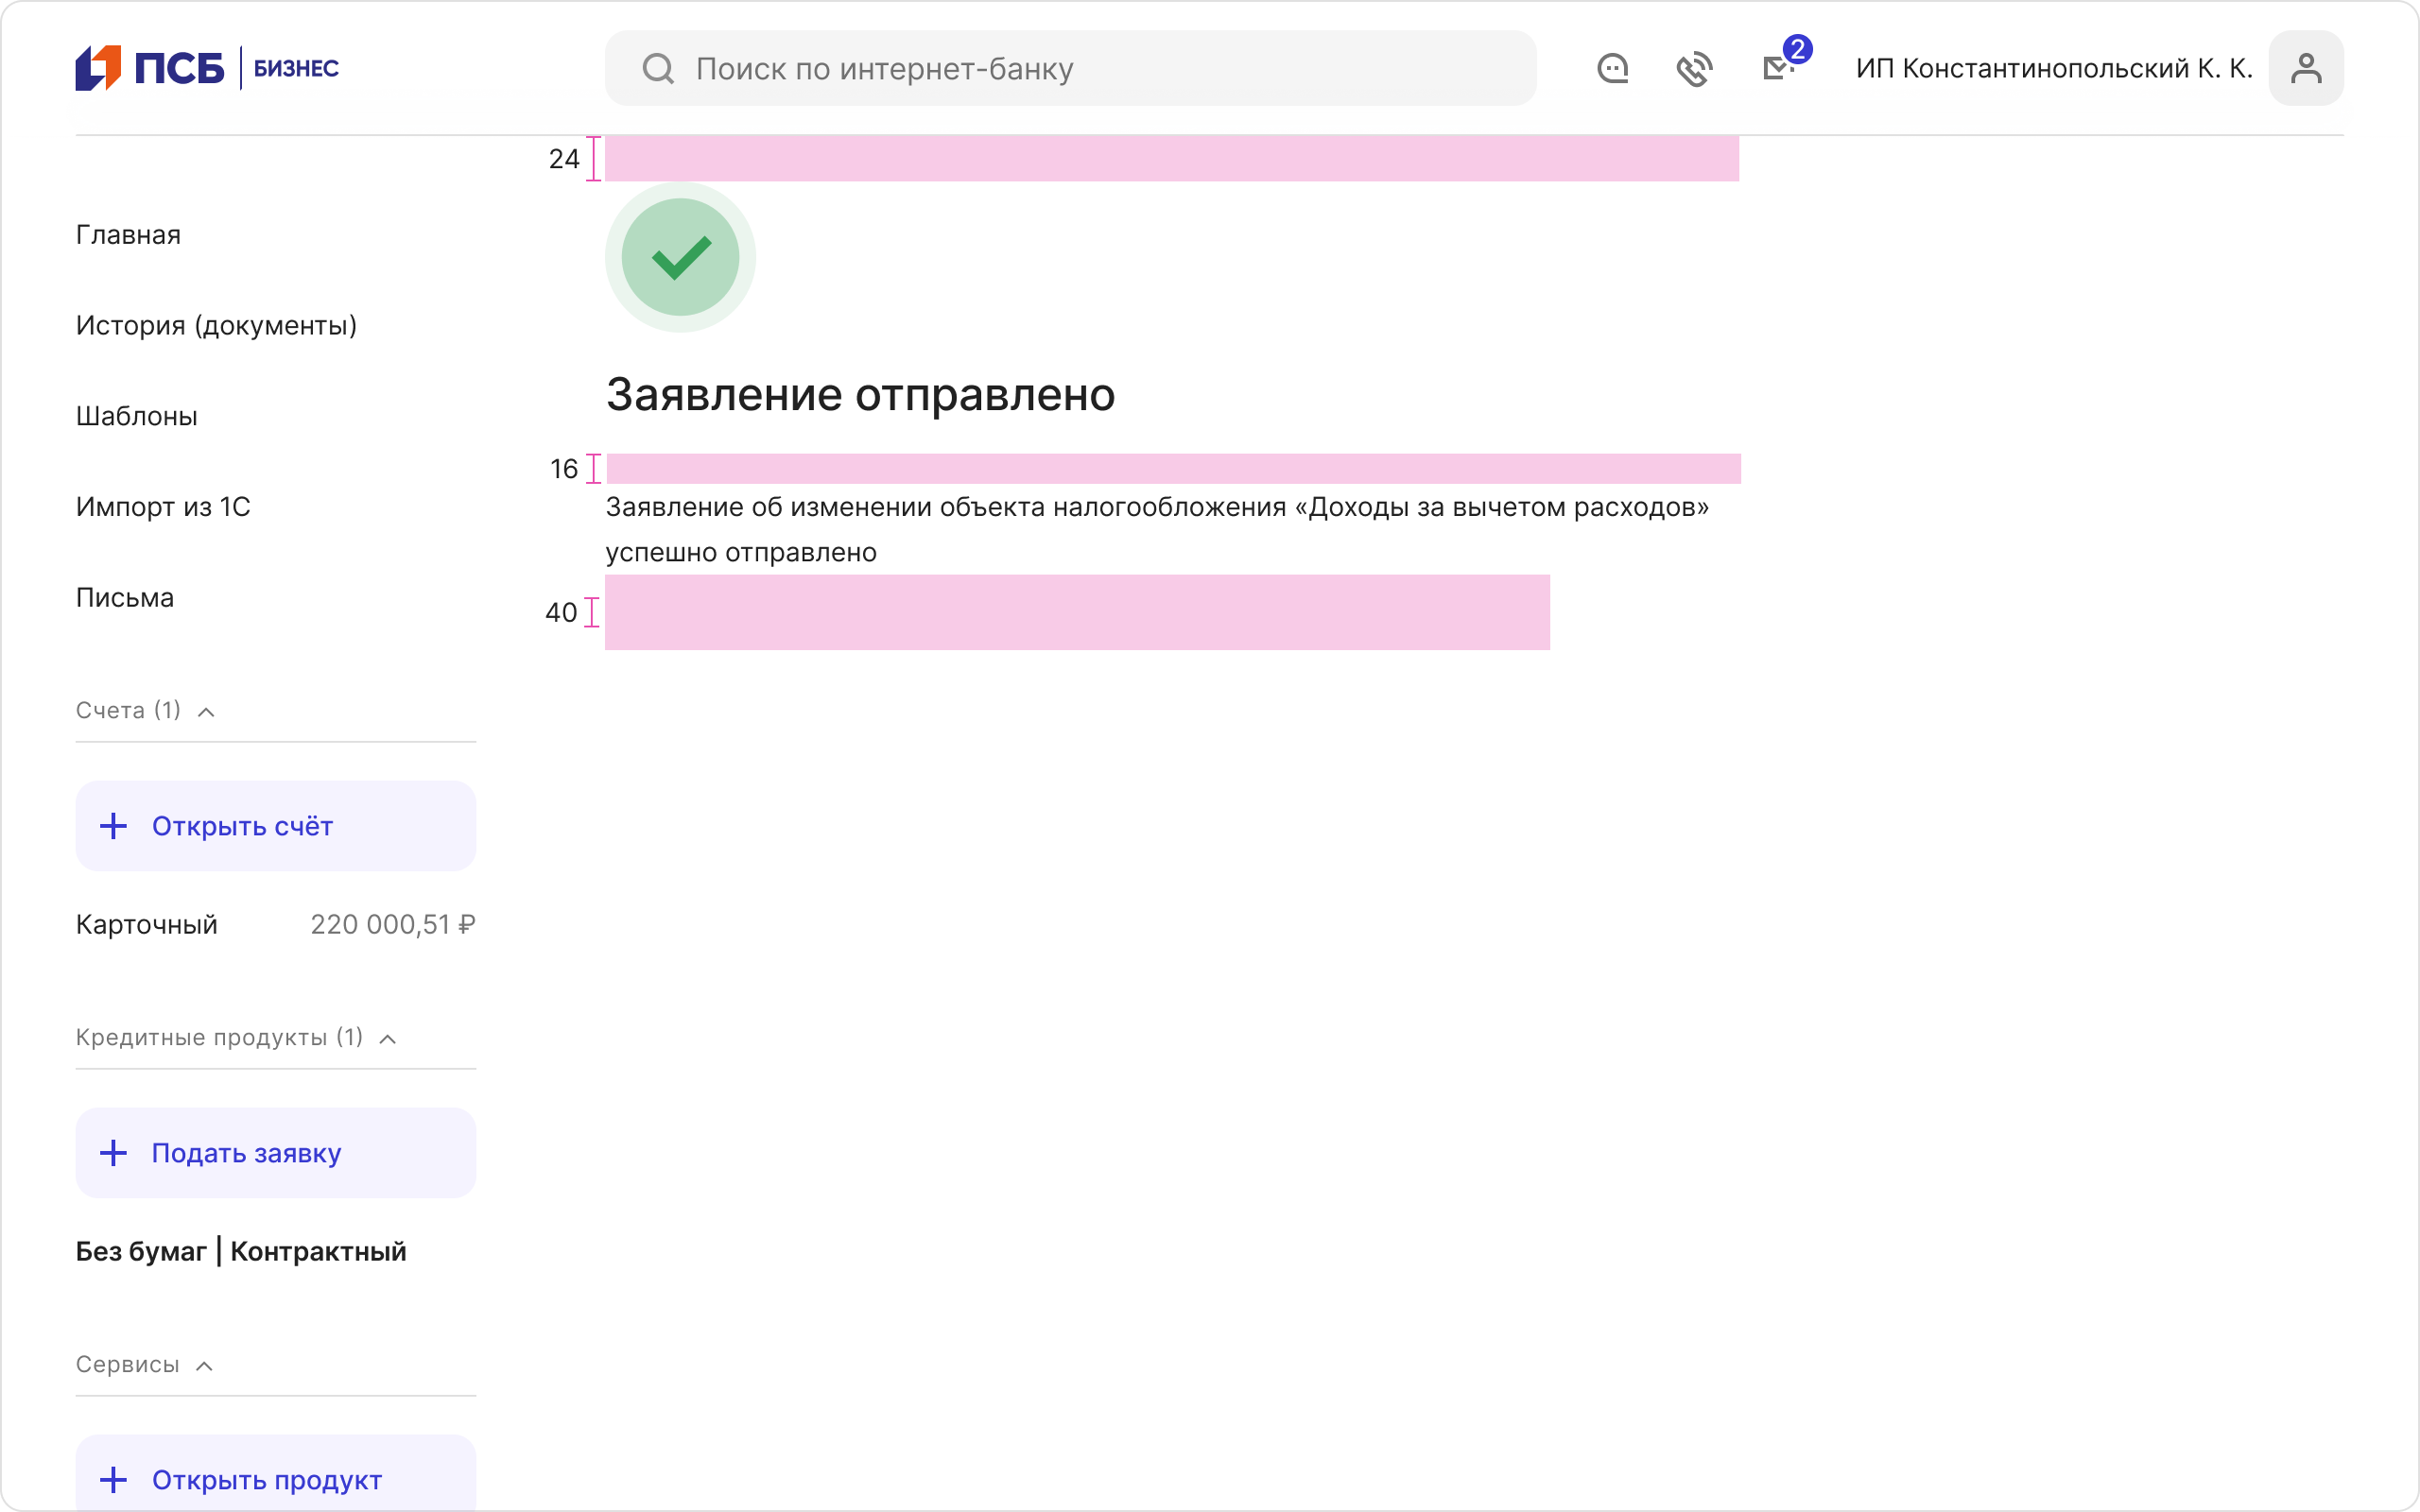 ПСБ БИЗНЕС
Поиск по интернет-банку
2
ИП Константинопольский К. К.
24
Главная
История (документы)
Заявление отправлено
Шаблоны
16
Импорт из 1С
Заявление об изменении объекта налогообложения «Доходы за вычетом расходов»
успешно отправлено
Письма
40
Счета (1)
Открыть счёт
Карточный 220 000,51 ₽
Кредитные продукты (1)
Подать заявку
Без бумаг | Контрактный
Сервисы
Открыть продукт